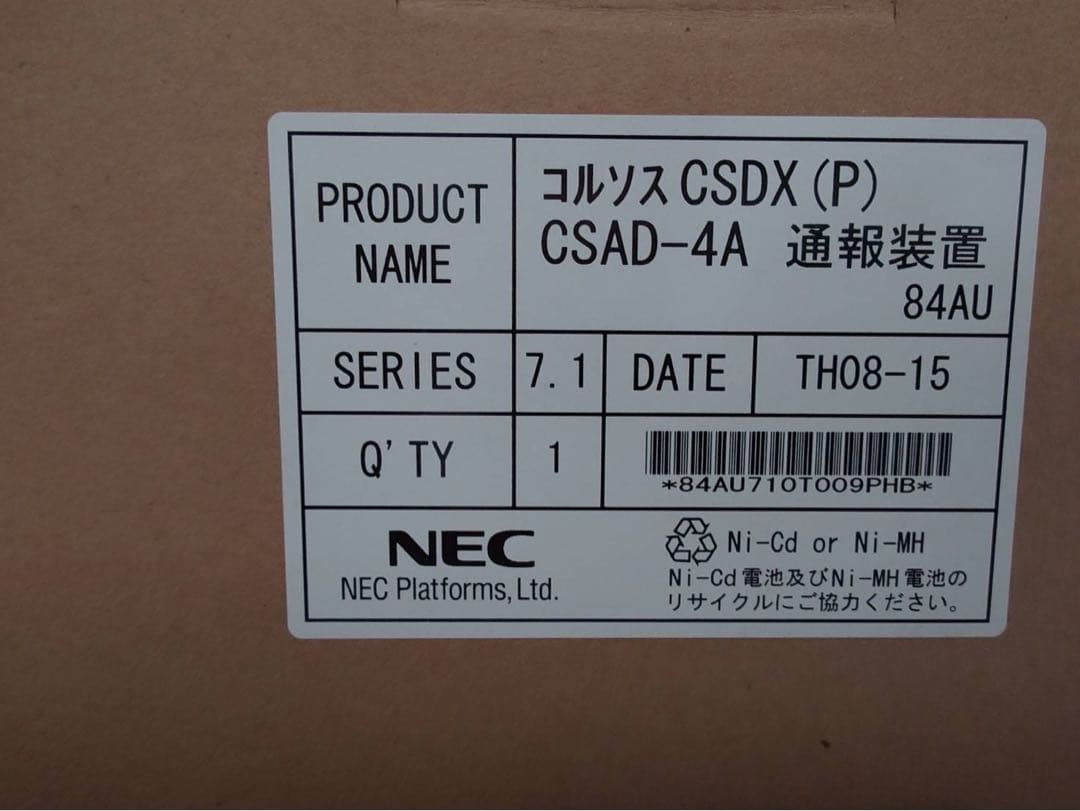 PRODUCT NAME
コルソス CSDX(P)
CSAD-4A 通報装置
84AU
SERIES 7.1 DATE TH08-15
Q'TY 1
*84AU710T009PHB*
NEC
NEC Platforms, Ltd.
Ni-Cd or Ni-MH
Ni-Cd電池及びNi-MH電池の
リサイクルにご協力ください。